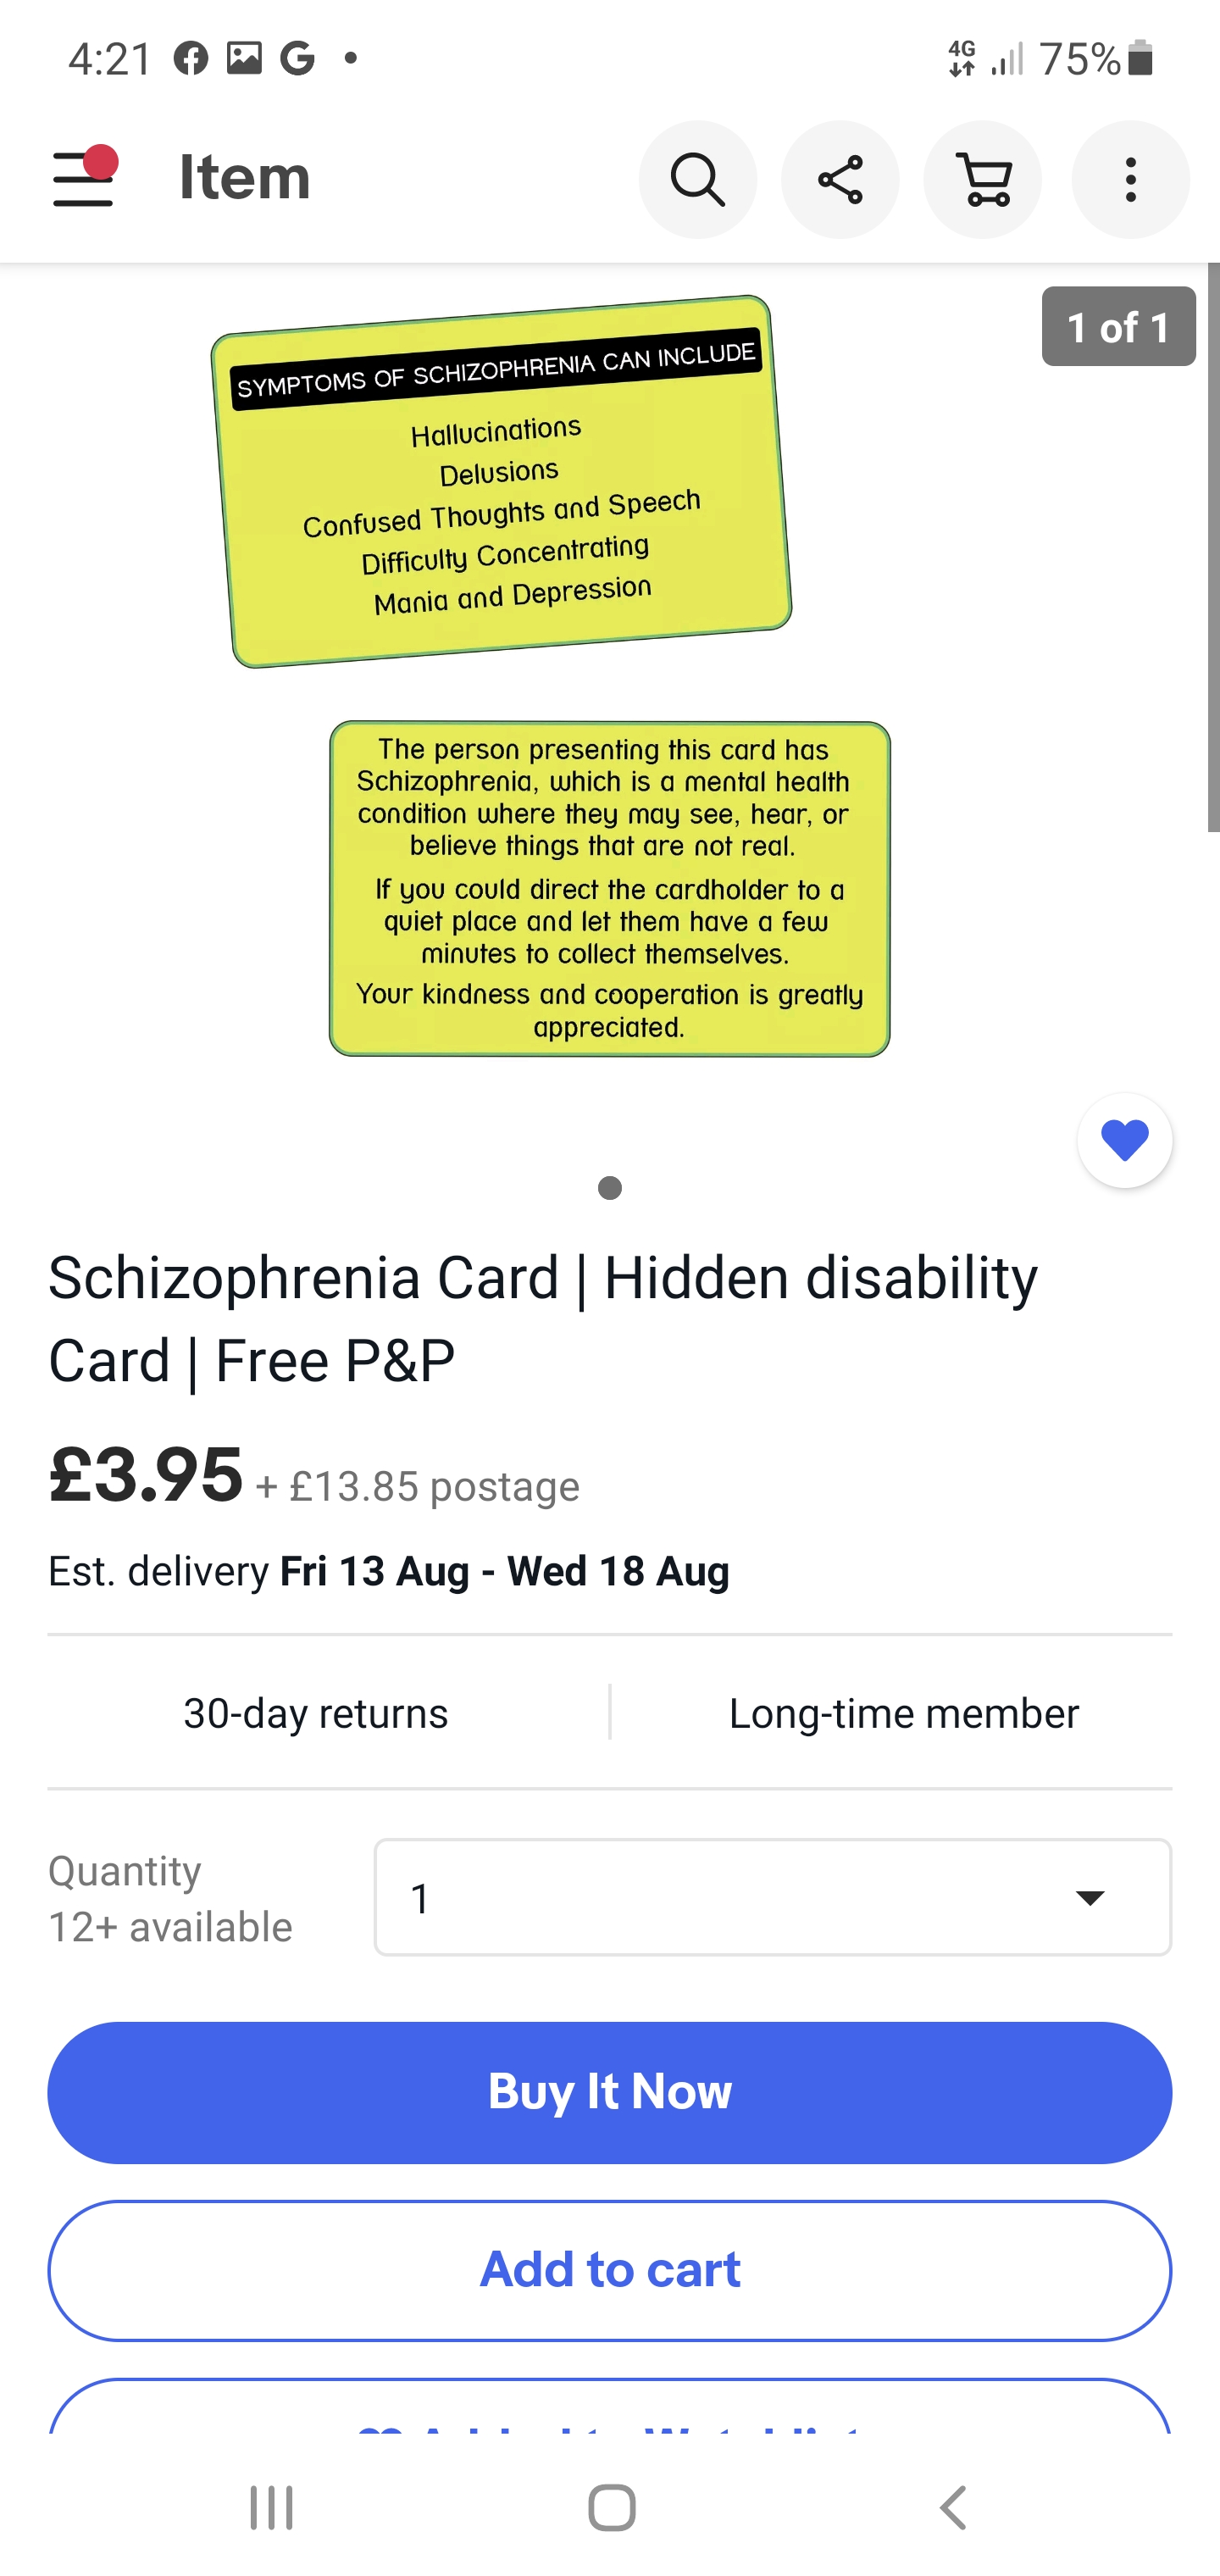 4:21
4G 75%
Item
1 of 1
SYMPTOMS OF SCHIZOPHRENIA CAN INCLUDE
Hallucinations
Delusions
Confused Thoughts and Speech
Difficulty Concentrating
Mania and Depression
The person presenting this card has
Schizophrenia, which is a mental health
condition where they may see, hear, or
believe things that are not real.
If you could direct the cardholder to a
quiet place and let them have a few
minutes to collect themselves.
Your kindness and cooperation is greatly
appreciated.
Schizophrenia Card | Hidden disability
Card | Free P&P
£3.95 + £13.85 postage
Est. delivery Fri 13 Aug - Wed 18 Aug
30-day returns
Long-time member
Quantity
12+ available
1
Buy It Now
Add to cart